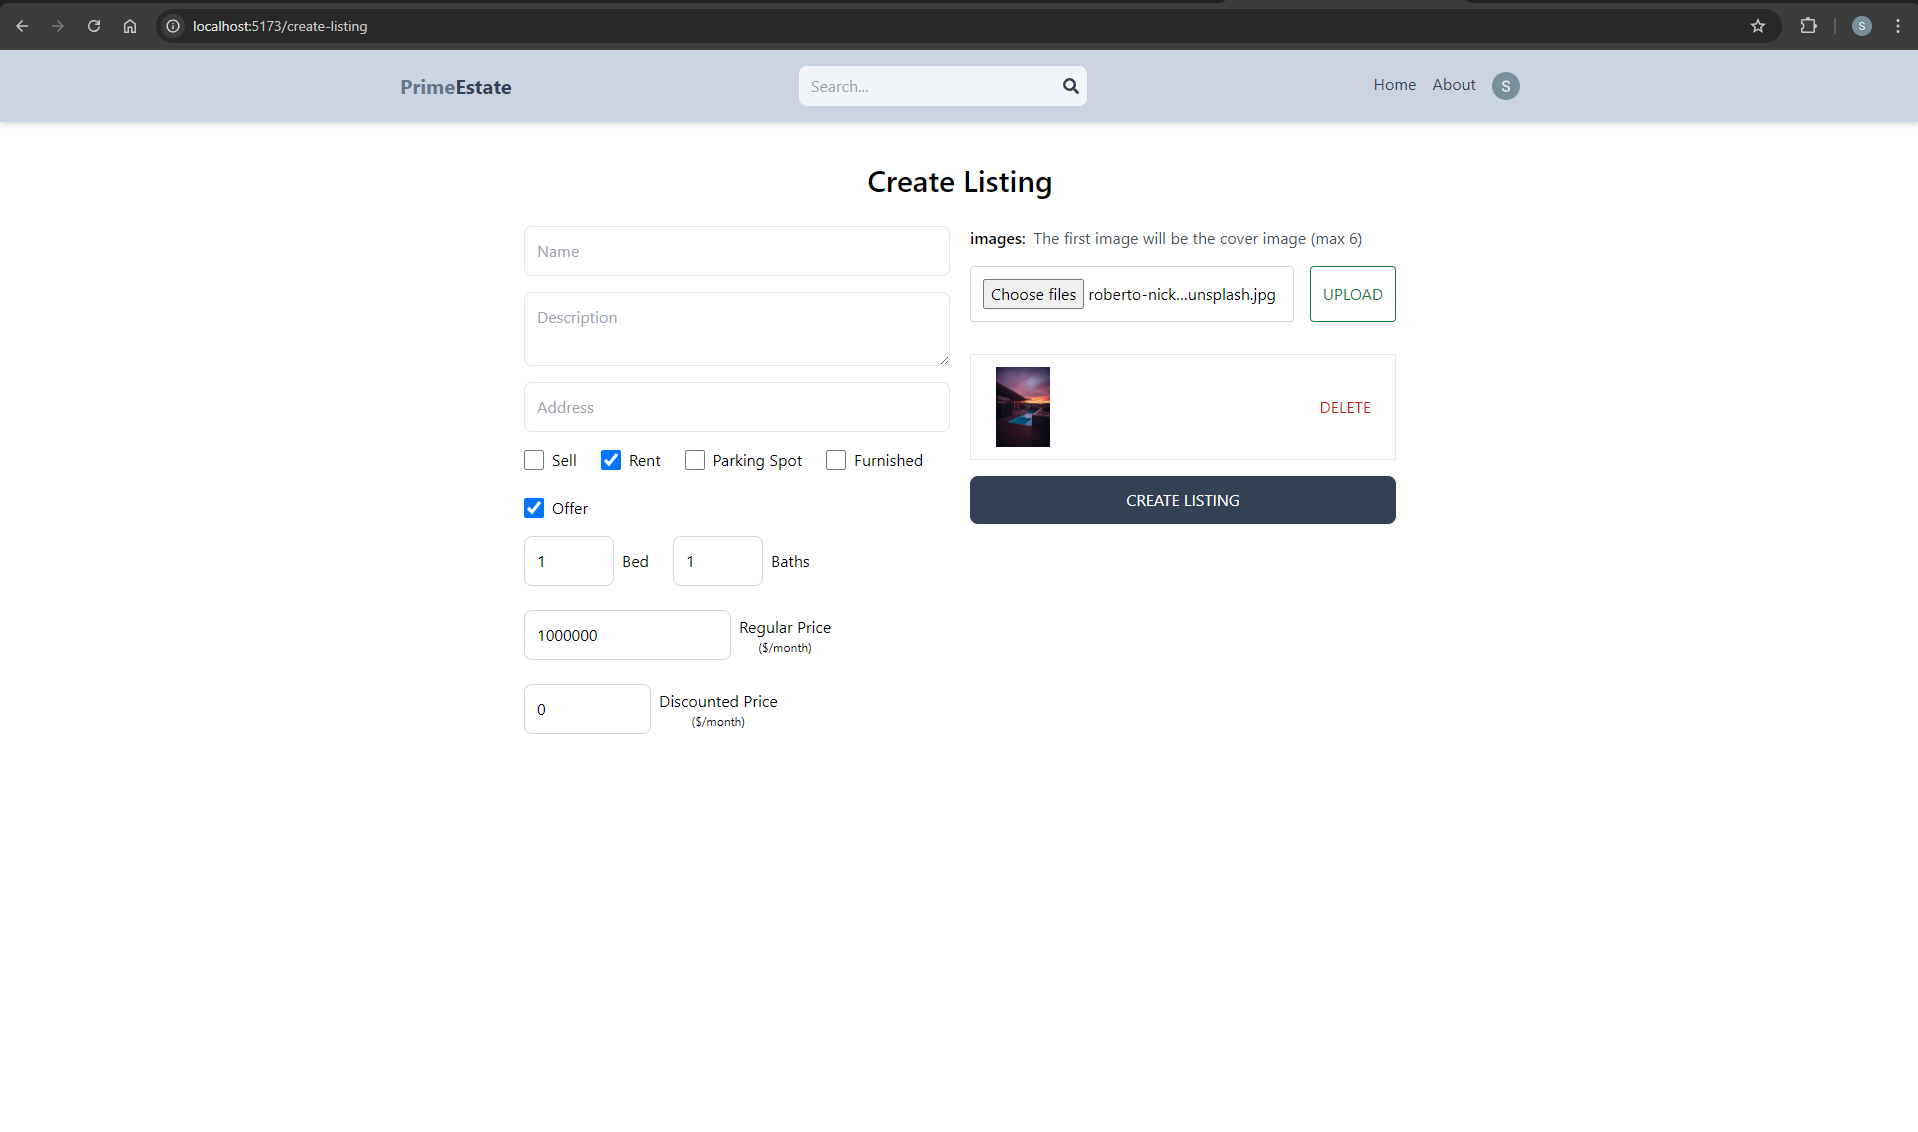 localhost:5173/create-listing
S
PrimeEstate
Search...
Home
About
S
Create Listing
Name
Description
Address
Sell
Rent
Parking Spot
Furnished
Offer
1
Bed
1
Baths
1000000
Regular Price
($/month)
0
Discounted Price
($/month)
images: The first image will be the cover image (max 6)
Choose files roberto-nick...unsplash.jpg
UPLOAD
DELETE
CREATE LISTING